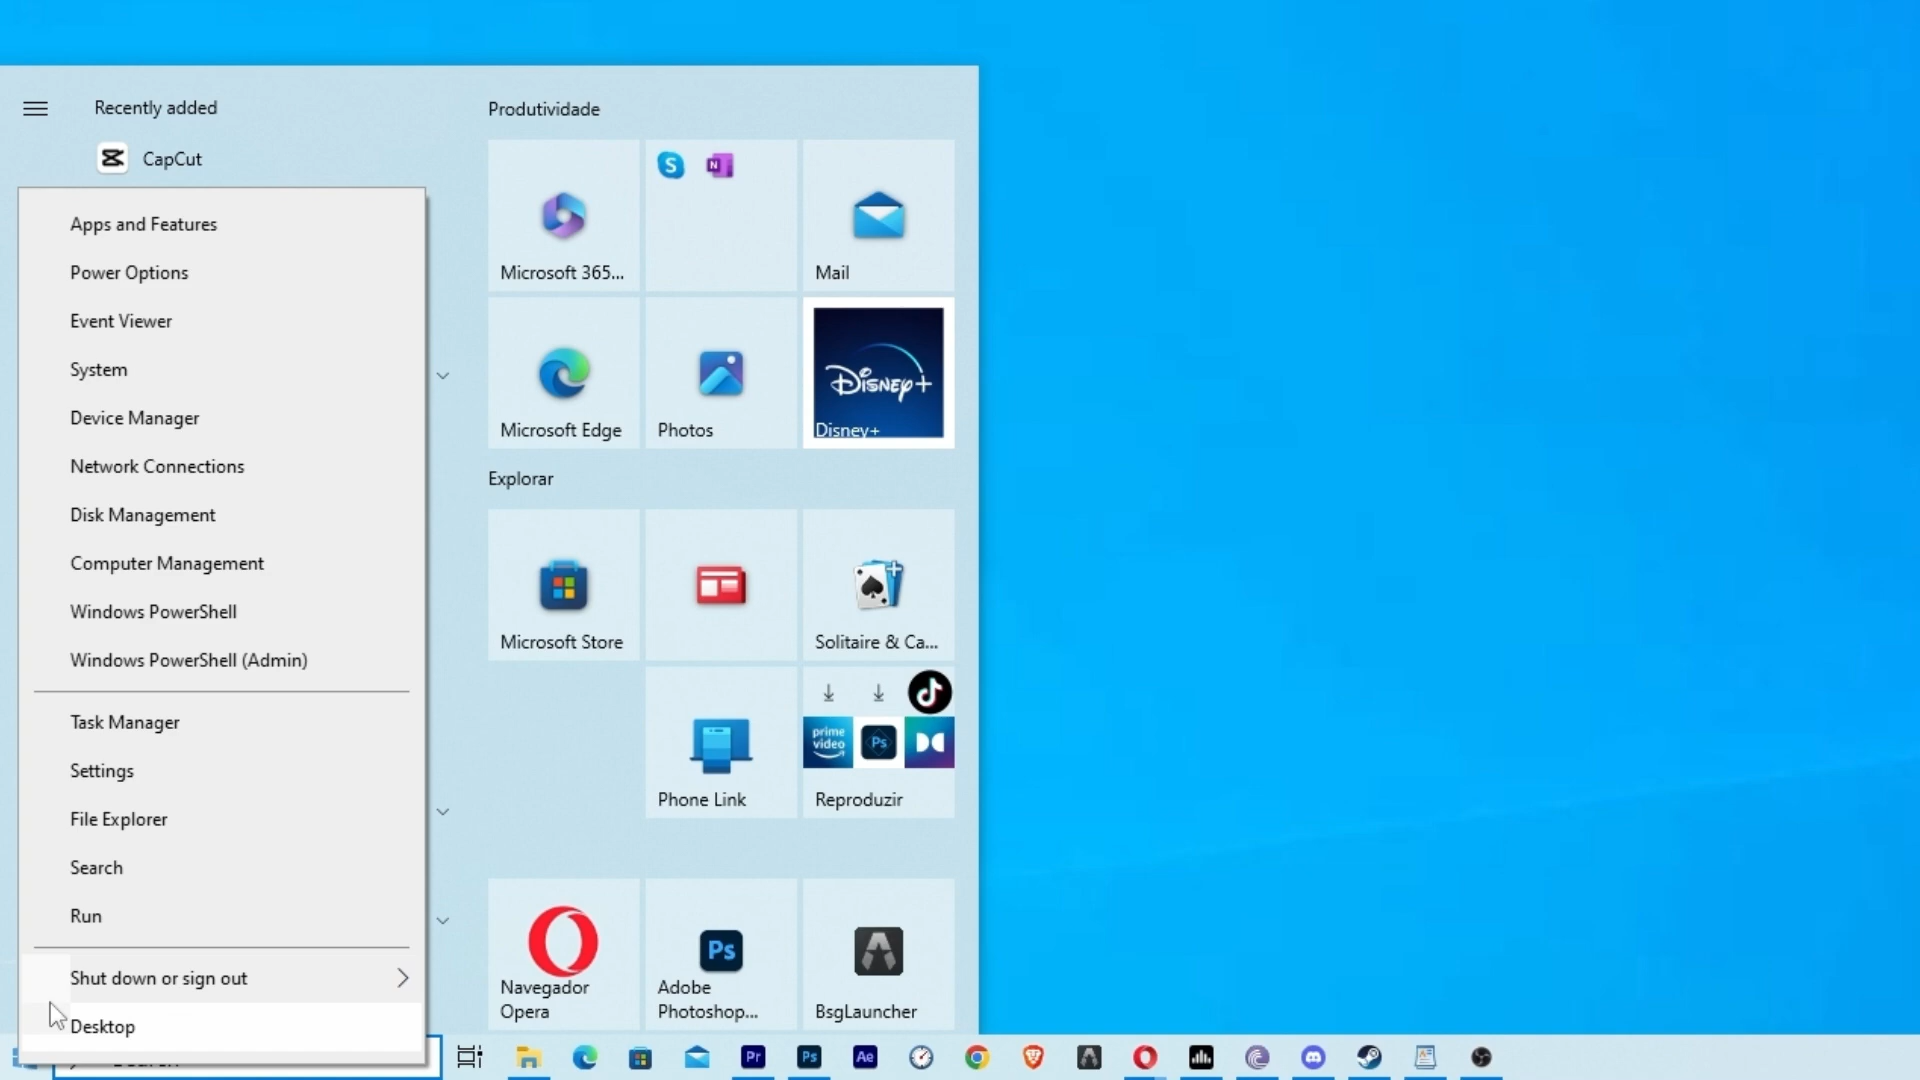 Recently added
CapCut
Apps and Features
Power Options
Event Viewer
System
Device Manager
Network Connections
Disk Management
Computer Management
Windows PowerShell
Windows PowerShell (Admin)
Task Manager
Settings
File Explorer
Search
Run
Shut down or sign out
Desktop
Produtividade
Microsoft 365...
S
N
Mail
Microsoft Edge
Photos
Disney+
Disney+
Explorar
Microsoft Store
Solitaire & Ca...
Phone Link
prime video
Ps
Reproduzir
Navegador
Opera
Ps
Adobe
Photoshop...
BsgLauncher
Pr
Ps
Ae